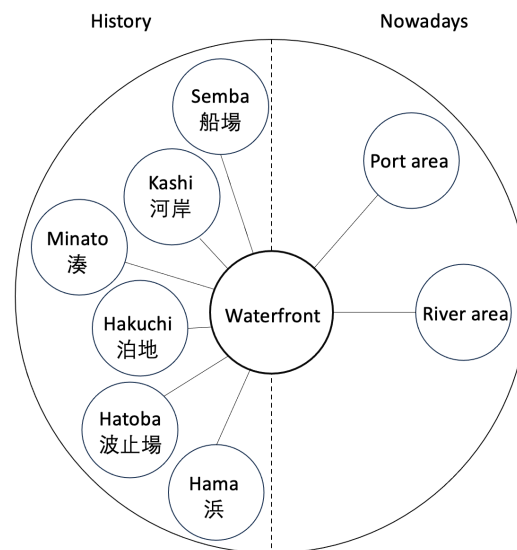 History
Nowadays
Semba
船場
Kashi
河岸
Minato
湊
Hakuchi
泊地
Hatoba
波止場
Hama
浜
Waterfront
Port area
River area